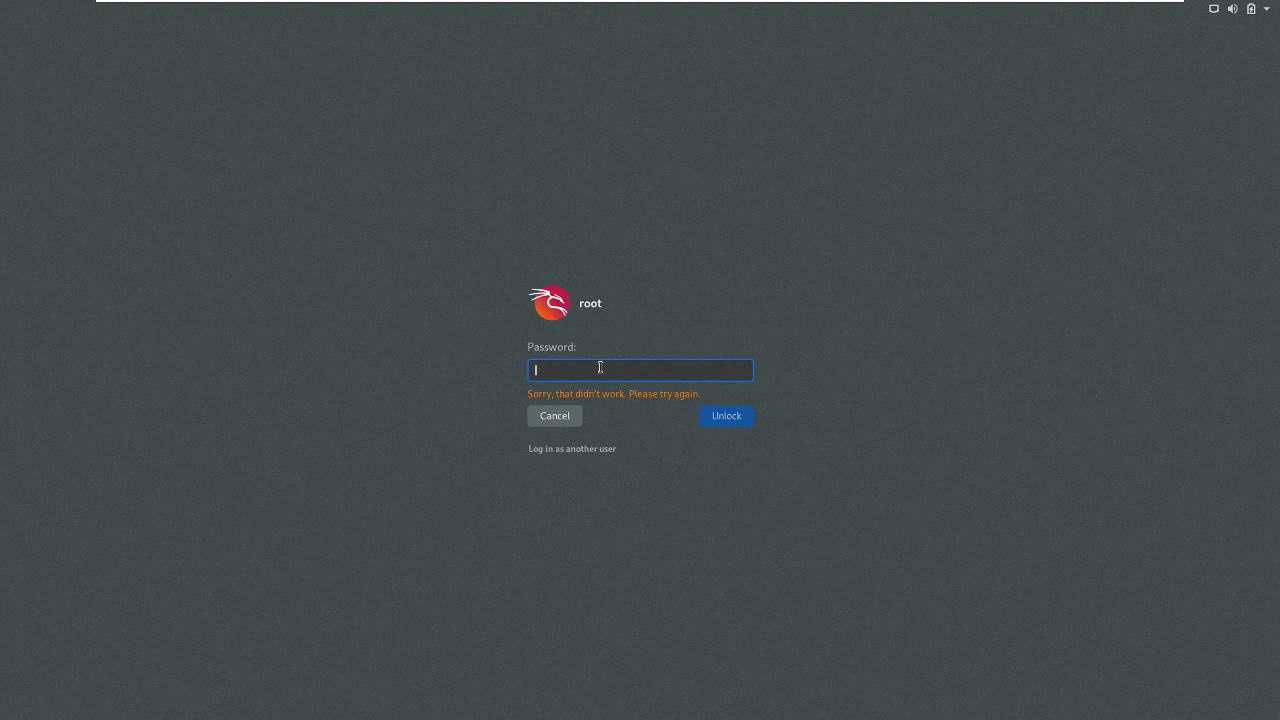 root
Password:
Sorry, that didn't work. Please try again.
Cancel
Unlock
Log in as another user